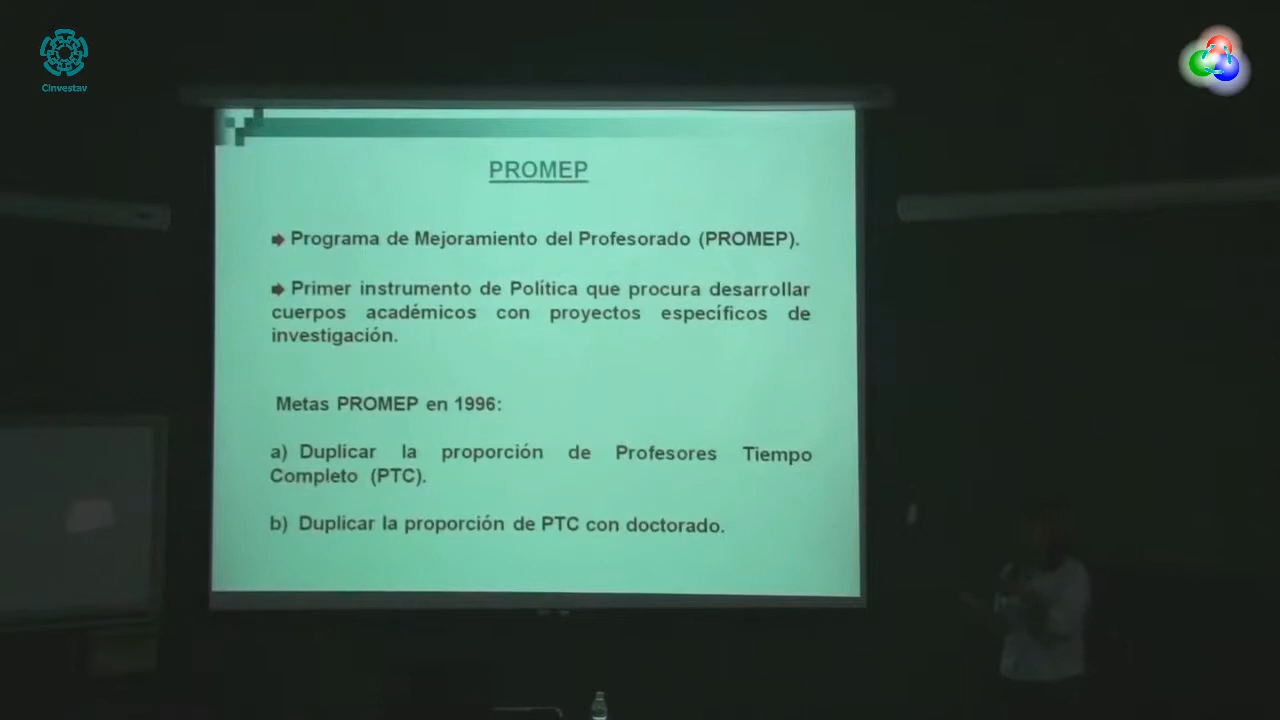 Cinvestav
PROMEP
Programa de Mejoramiento del Profesorado (PROMEP).
Primer instrumento de Política que procura desarrollar
cuerpos académicos con proyectos específicos de
investigación.
Metas PROMEP en 1996:
a) Duplicar la proporción de Profesores Tiempo
Completo (PTC).
b) Duplicar la proporción de PTC con doctorado.